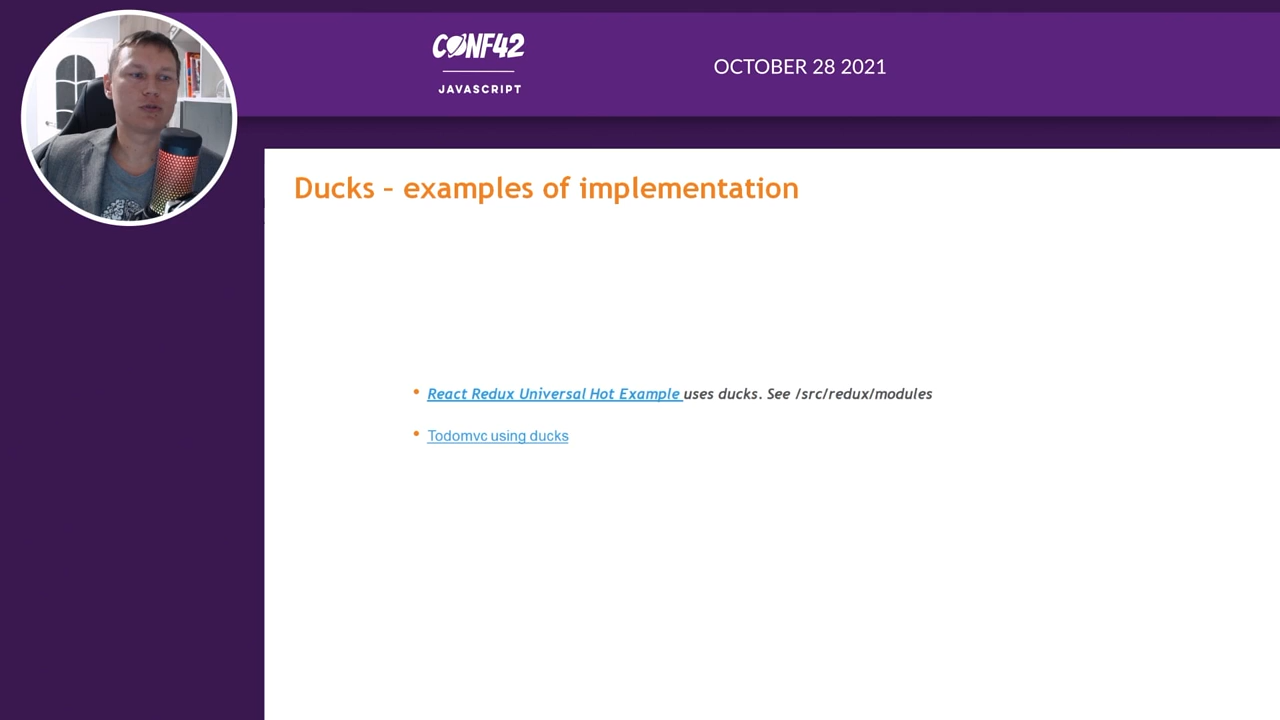 CONF42
JAVASCRIPT
OCTOBER 28 2021
Ducks – examples of implementation
• React Redux Universal Hot Example uses ducks. See /src/redux/modules
• Todomvc using ducks